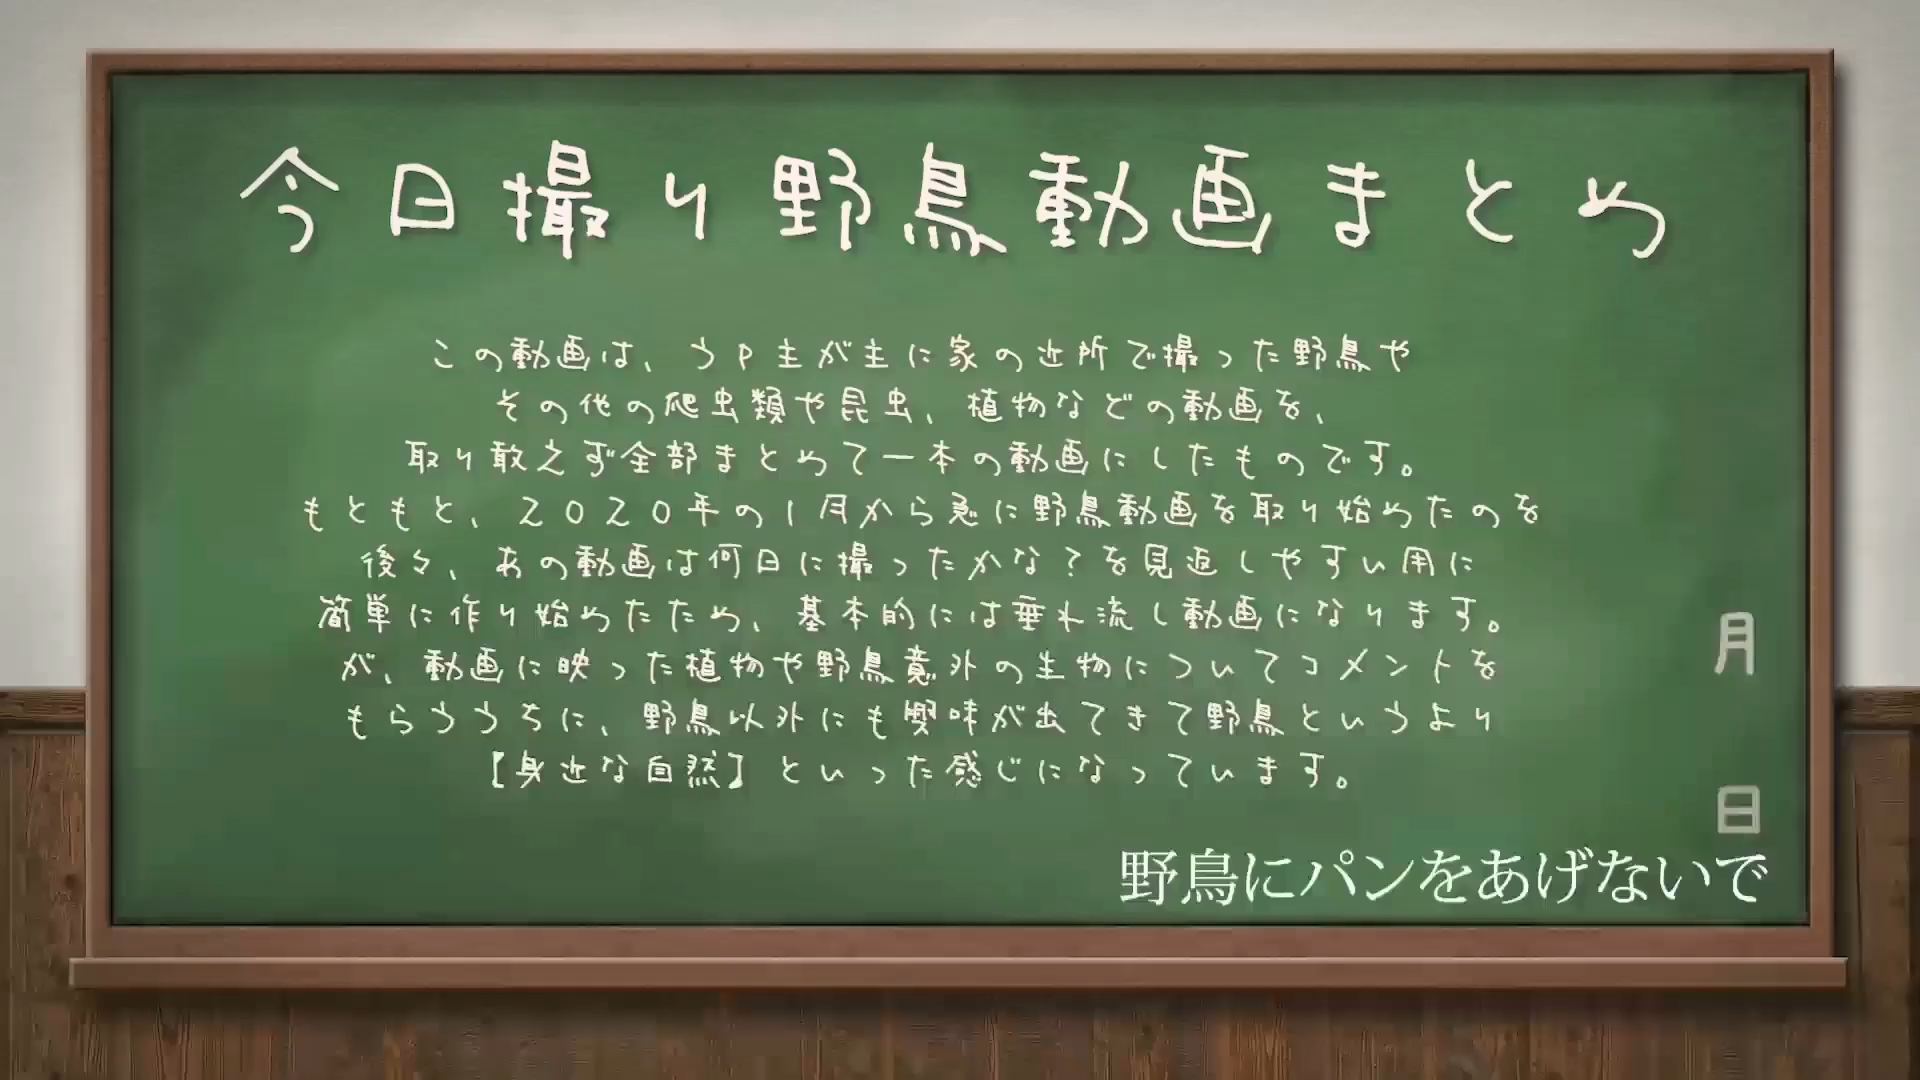 今日撮り野鳥動画まとめ
この動画は、うP主が主に家の近所で撮った野鳥や
その他の爬虫類や昆虫、植物などの動画を、
取り敢えず全部まとめて一本の動画にしたものです。
もともと、2020年の1月から急に野鳥動画を取り始めたのを
後々、あの動画は何日に撮ったかな?を見返しやすい用に
簡単に作り始めたため、基本的には垂れ流し動画になります。
が、動画に映った植物や野鳥意外の生物についてコメントを
もらううちに、野鳥以外にも興味が出てきて野鳥というより
【身近な自然】といった感じになっています。
月
日
野鳥にパンをあげないで